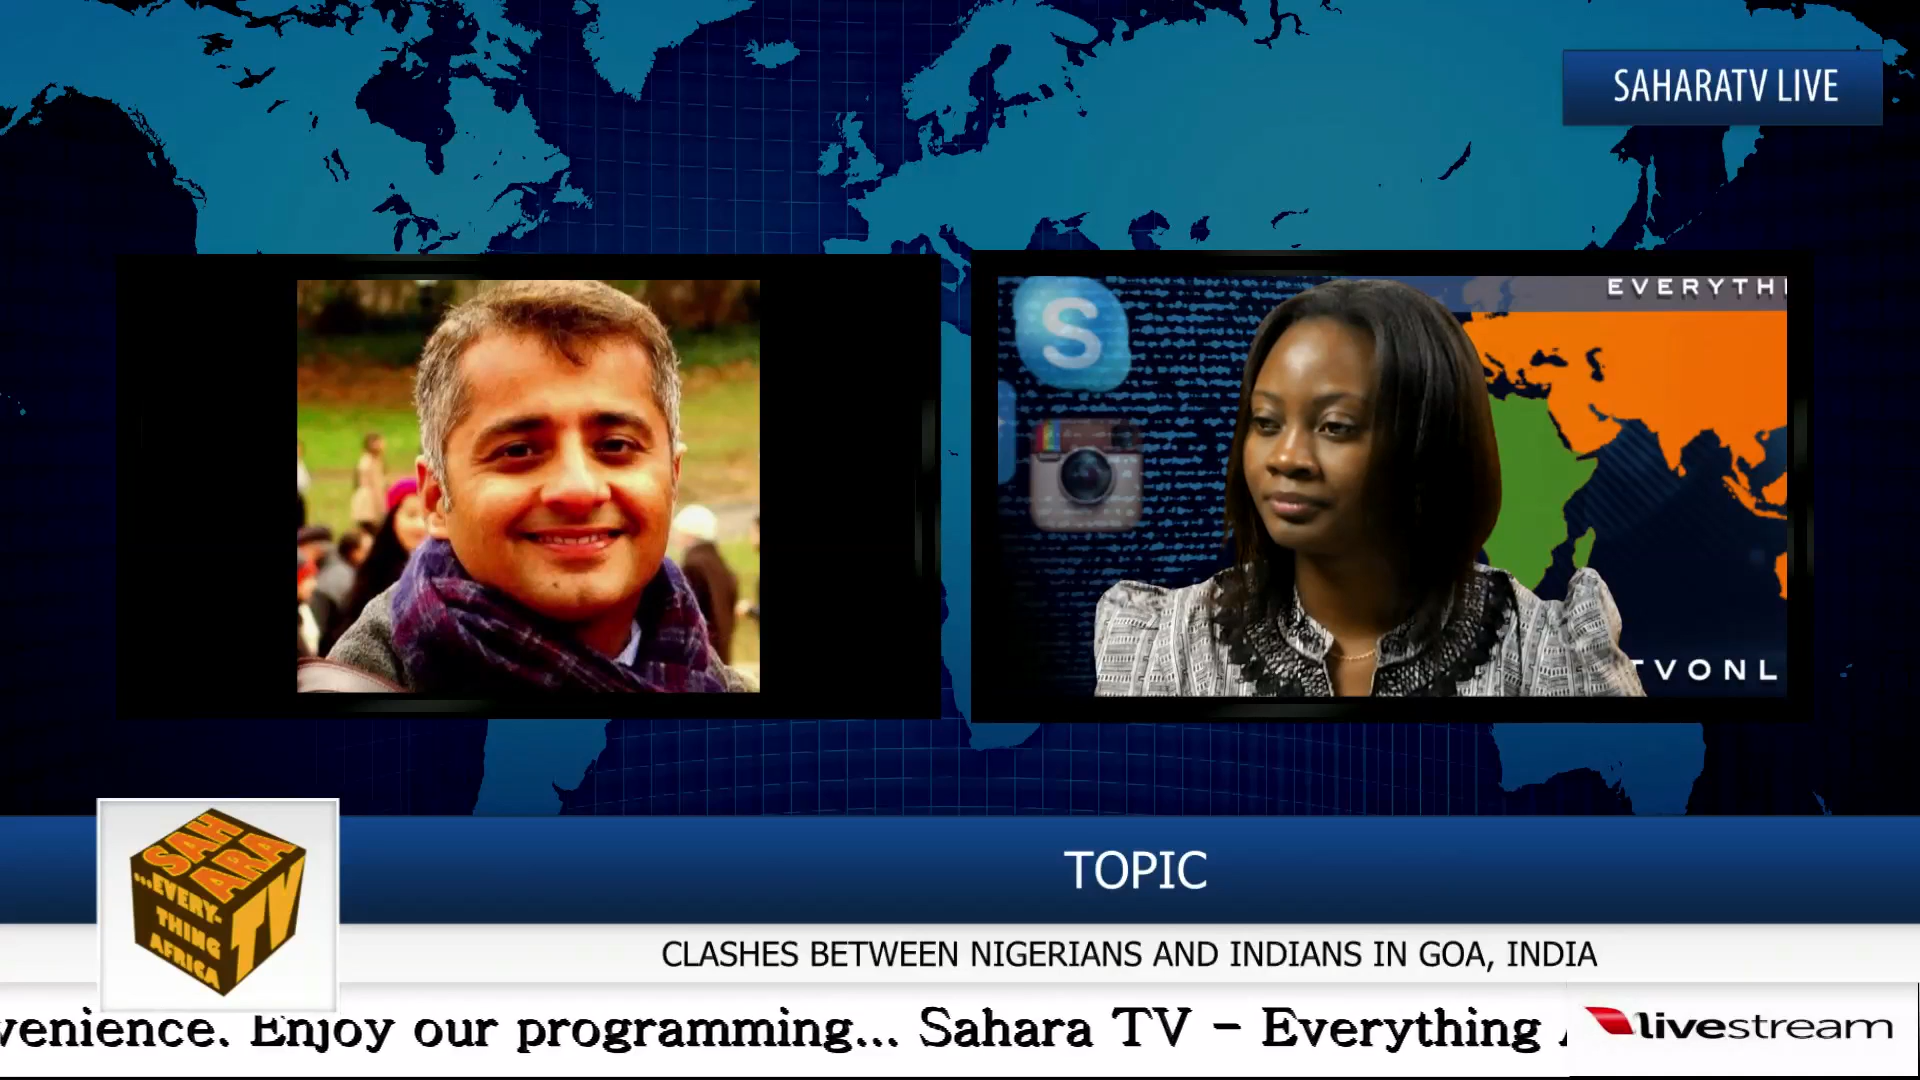 SAHARATV LIVE
EVERYTHI
S
TVONL
SAH
ARA
TV
...EVERY-
THING
AFRICA
TOPIC
CLASHES BETWEEN NIGERIANS AND INDIANS IN GOA, INDIA
venience. Enjoy our programming... Sahara TV - Everything
livestream